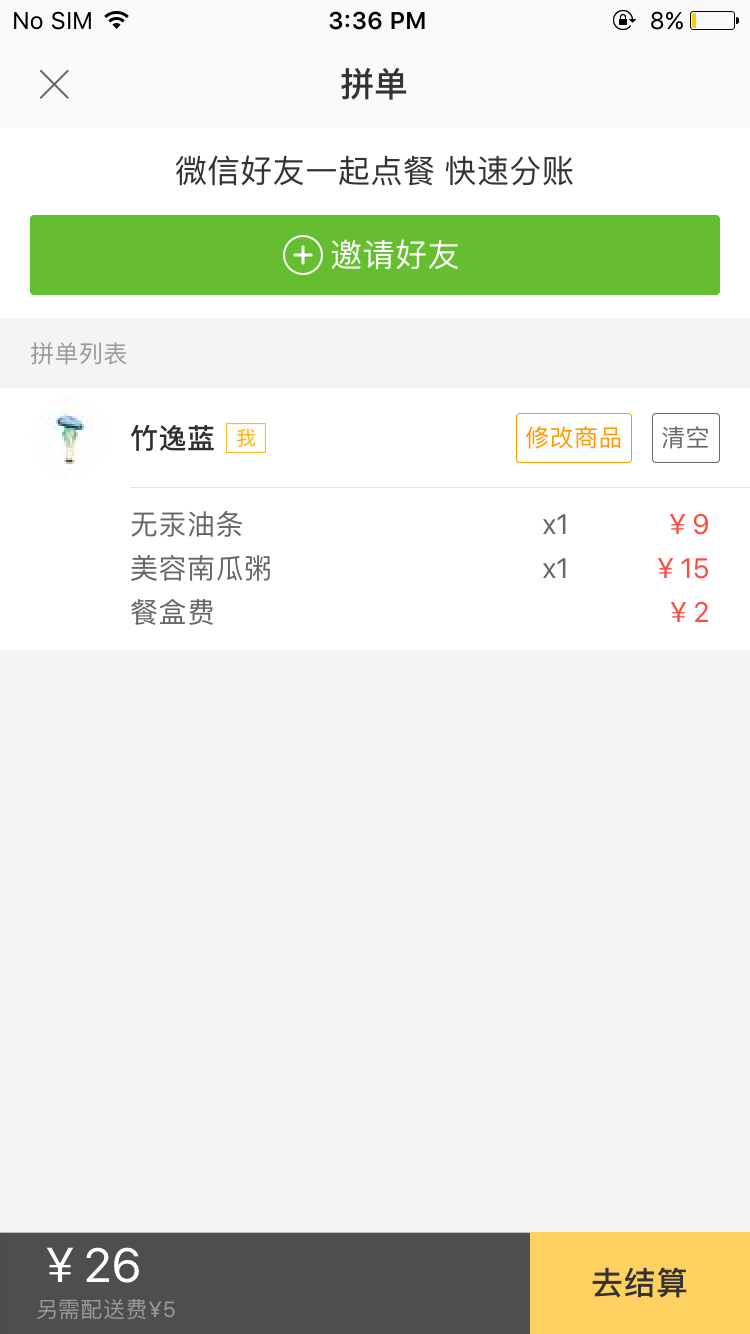 No SIM 3:36 PM 8%
拼单
微信好友一起点餐 快速分账
邀请好友
拼单列表
竹逸蓝 我 修改商品 清空
无汞油条 x1 ¥9
美容南瓜粥 x1 ¥15
餐盒费 ¥2
¥26
另需配送费¥5
去结算